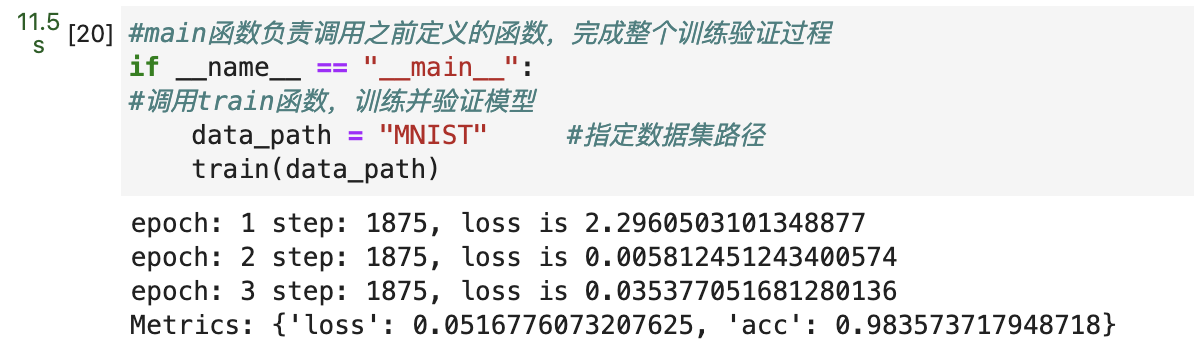 11.5
s
[20]
#main函数负责调用之前定义的函数，完成整个训练验证过程
if __name__ == "__main__":
#调用train函数，训练并验证模型
    data_path = "MNIST"     #指定数据集路径
    train(data_path)
epoch: 1 step: 1875, loss is 2.2960503101348877
epoch: 2 step: 1875, loss is 0.005812451243400574
epoch: 3 step: 1875, loss is 0.035377051681280136
Metrics: {'loss': 0.0516776073207625, 'acc': 0.983573717948718}